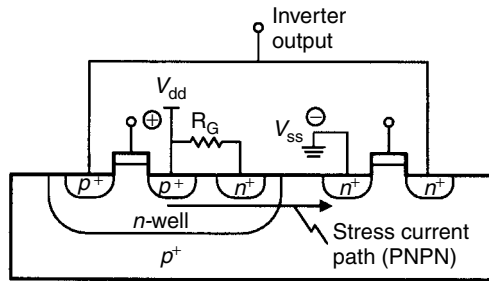 Inverter
output
V_dd
⊕
R_G
⊖
V_ss
p+ p+ n+ n+ n+
n-well
p+
Stress current
path (PNPN)